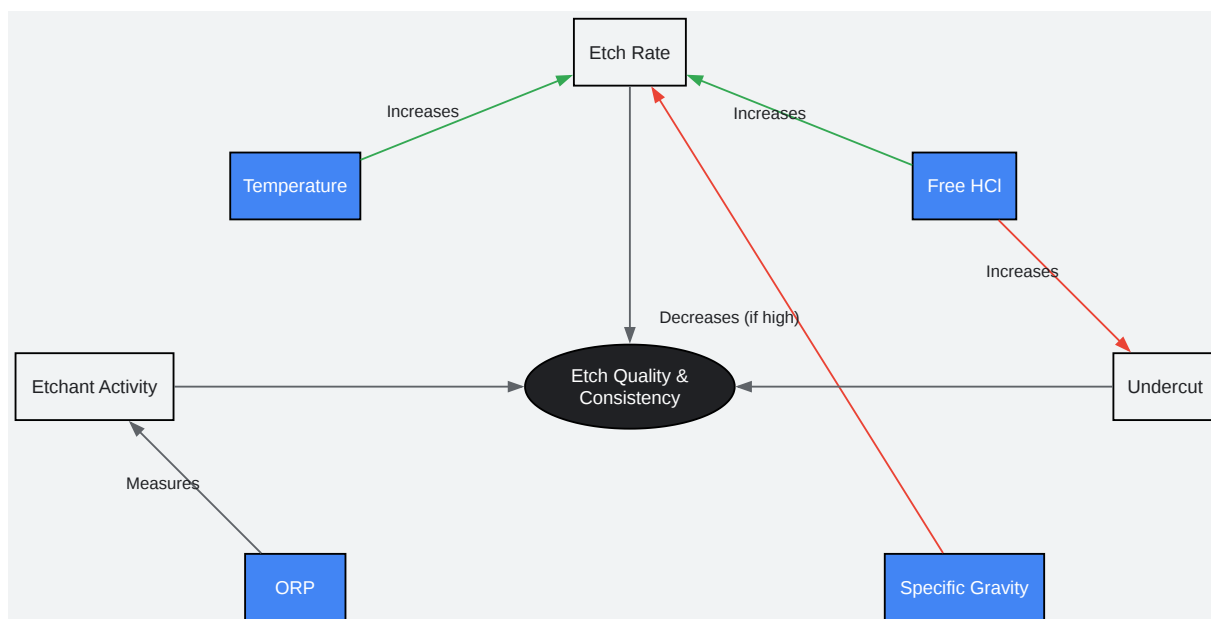 Etch Rate
Increases
Increases
Temperature
Free HCl
Increases
Decreases (if high)
Etchant Activity
Etch Quality &
Consistency
Undercut
Measures
ORP
Specific Gravity